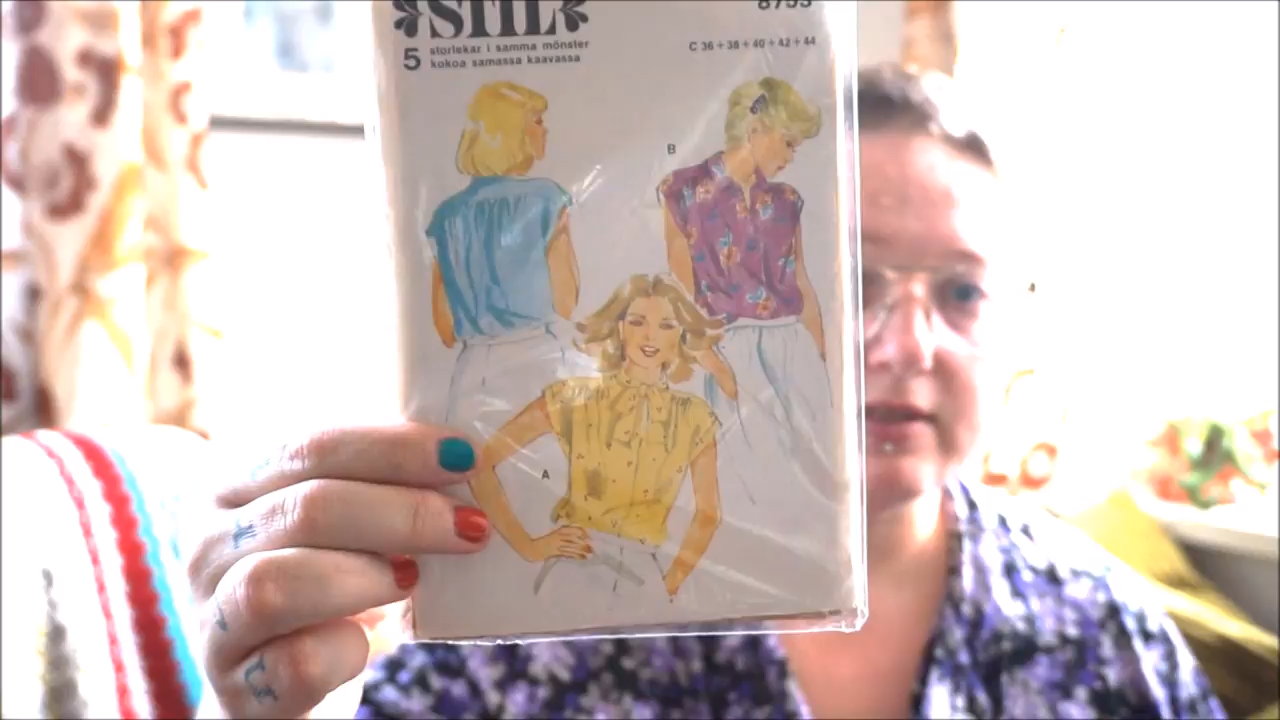 STIL
8753
5 storlekar i samma mönster
kokoa samassa kaavassa
C 36 + 38 + 40 + 42 + 44
B
A